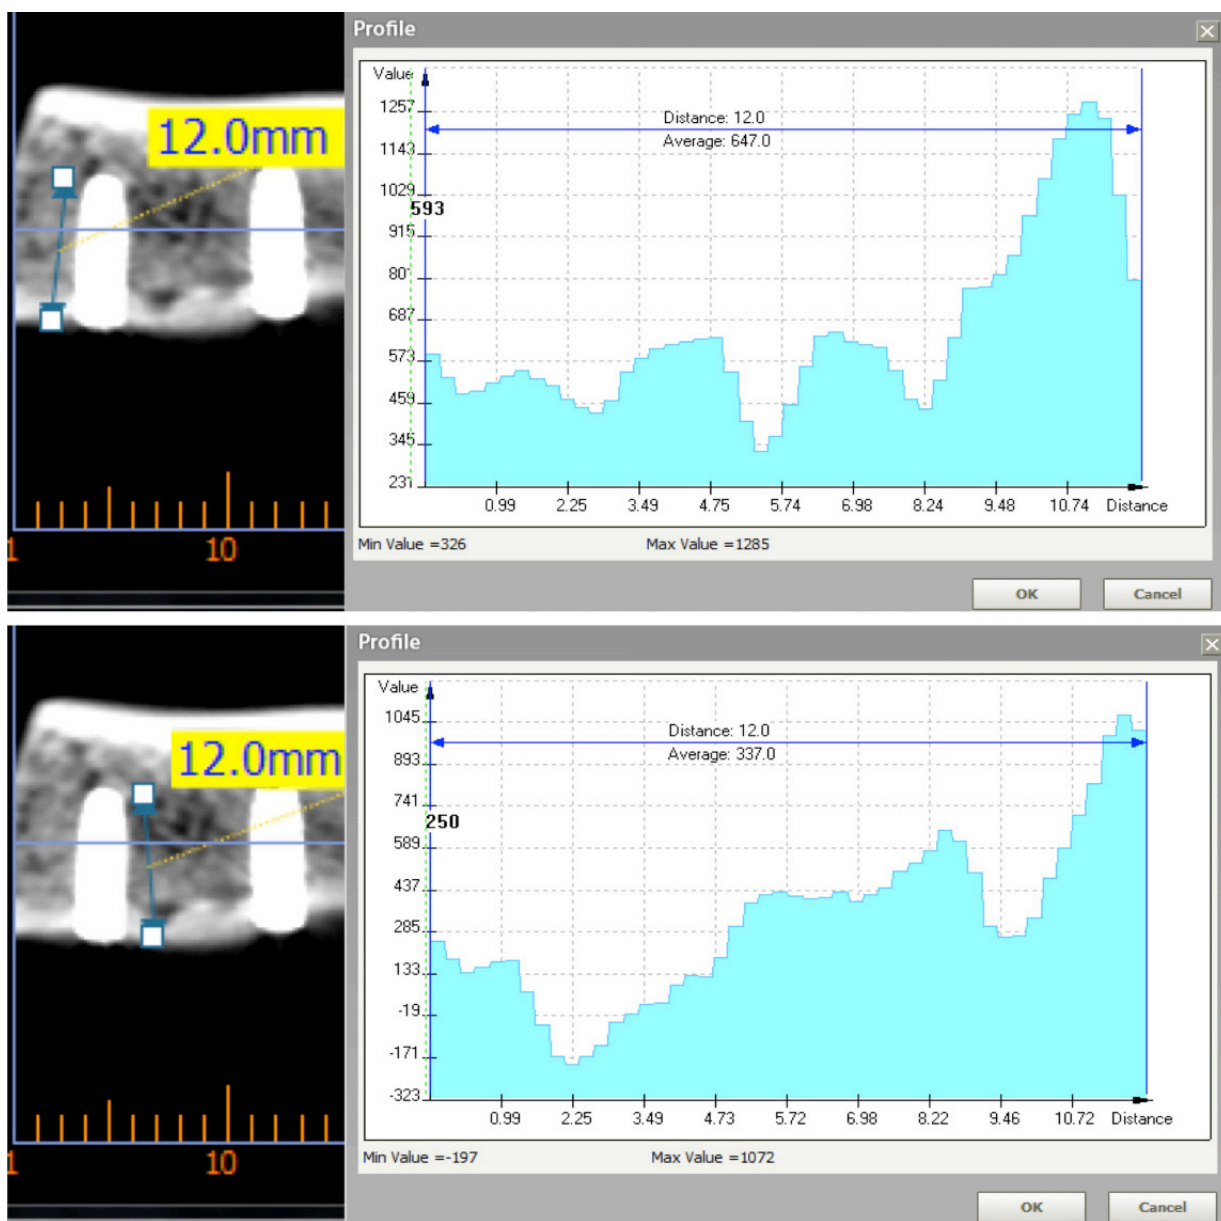 Profile
12.0mm
Value
Distance: 12.0
Average: 647.0
1257
1143
1029
593
915
80
687
573
459
345
231
0.99 2.25 3.49 4.75 5.74 6.98 8.24 9.48 10.74 Distance
1 10
Min Value =326 Max Value =1285
OK Cancel
Profile
12.0mm
Value
Distance: 12.0
Average: 337.0
1045
893
741
250
589
437
285
133
-19
-171
-323
0.99 2.25 3.49 4.73 5.72 6.98 8.22 9.46 10.72 Distance
1 10
Min Value =-197 Max Value =1072
OK Cancel